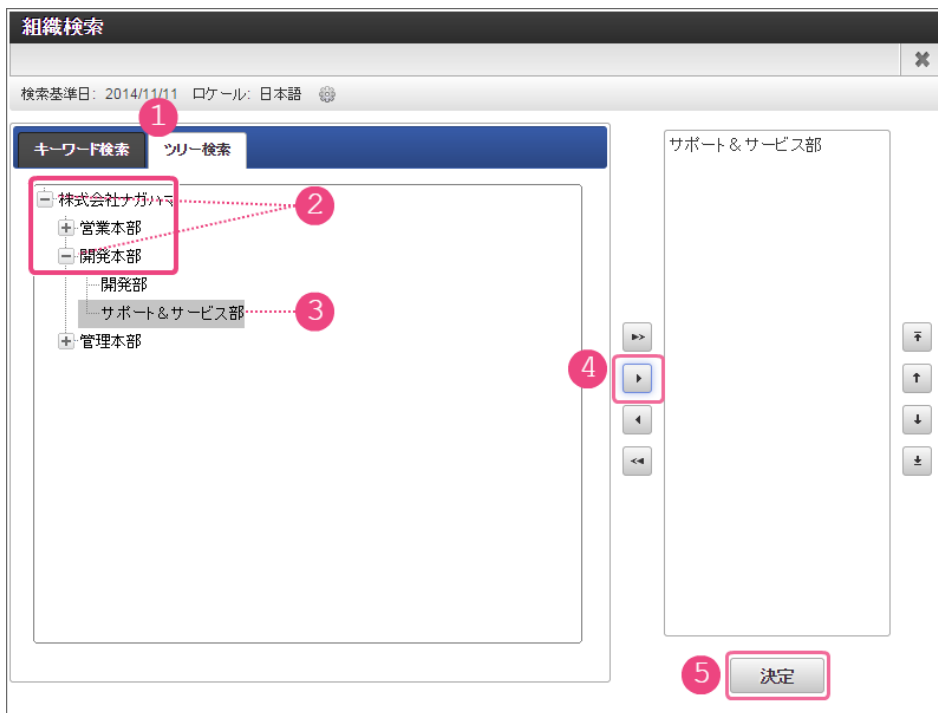 組織検索
検索基準日: 2014/11/11 ロケール: 日本語
1
キーワード検索 ツリー検索
サポート&サービス部
株式会社ナガハマ
2
営業本部
開発本部
開発部
サポート&サービス部
3
管理本部
4
5
決定